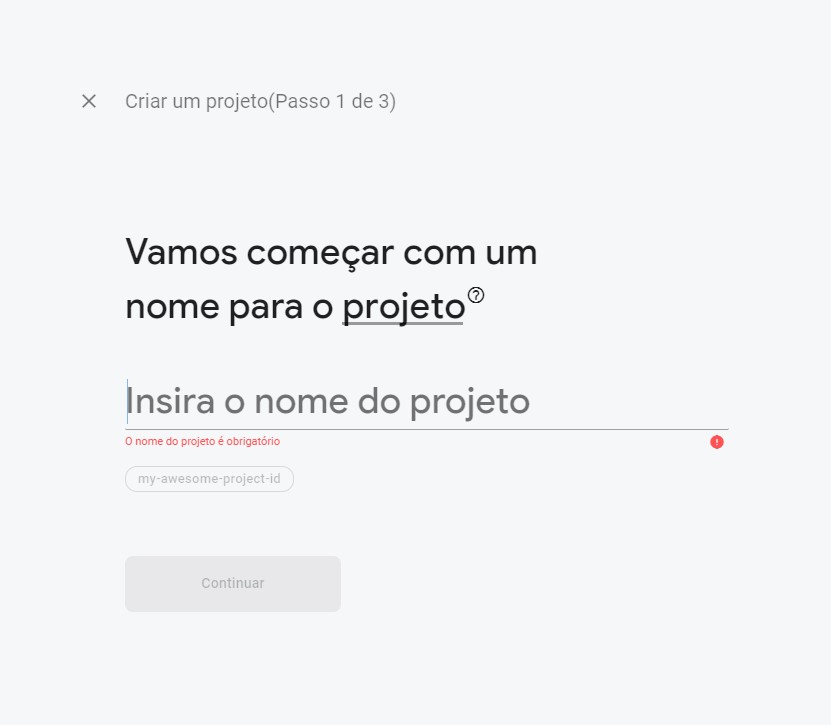 Criar um projeto(Passo 1 de 3)
Vamos começar com um
nome para o projeto
Insira o nome do projeto
O nome do projeto é obrigatório
my-awesome-project-id
Continuar